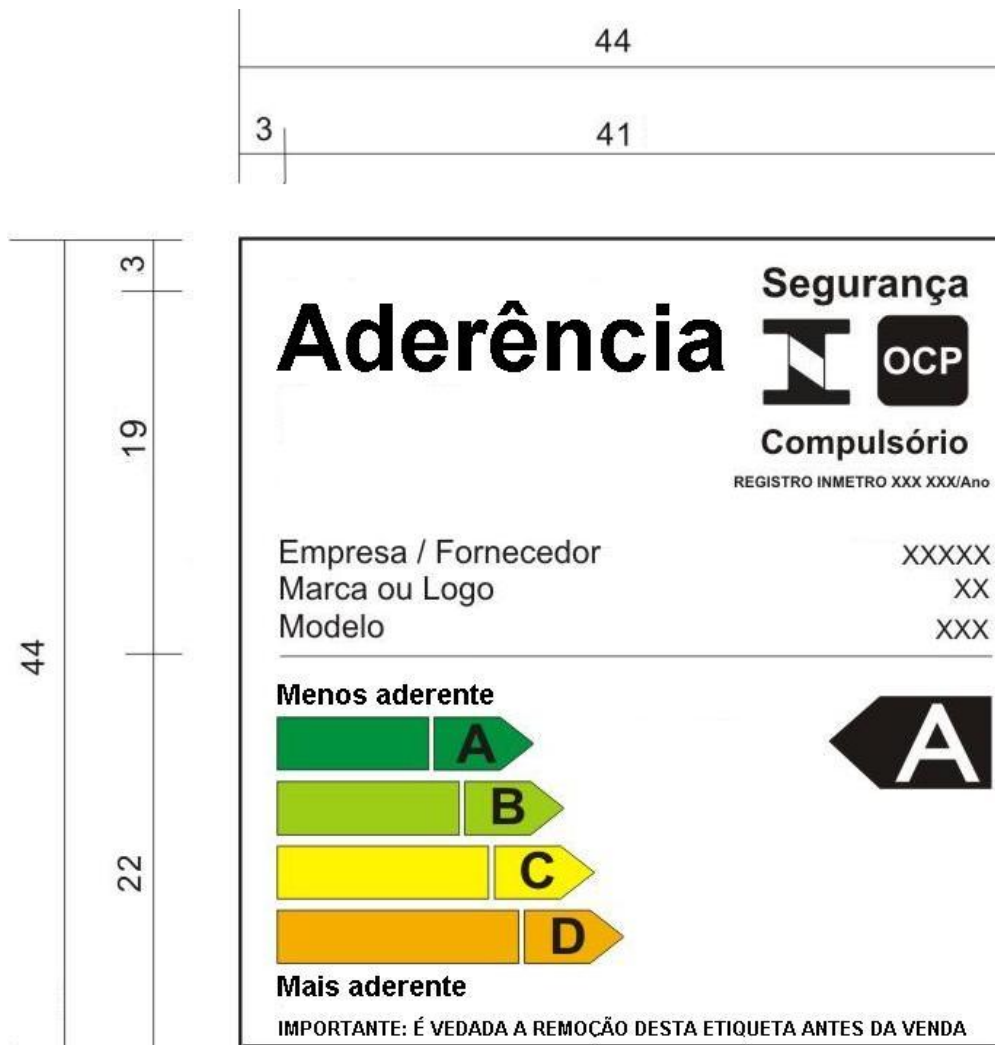 44
3 41
3
19
44
22
Aderência
Segurança
OCP
Compulsório
REGISTRO INMETRO XXX XXX/Ano
Empresa / Fornecedor XXXXX
Marca ou Logo XX
Modelo XXX
Menos aderente
A A
B
C
D
Mais aderente
IMPORTANTE: É VEDADA A REMOÇÃO DESTA ETIQUETA ANTES DA VENDA